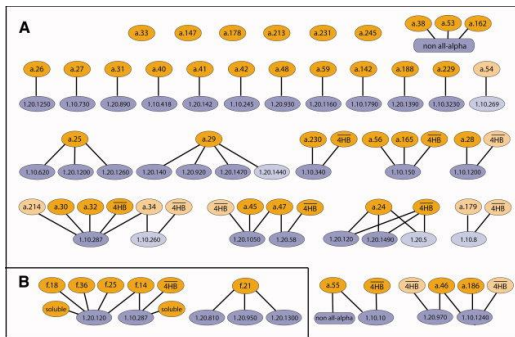 A
a.33 a.147 a.178 a.213 a.231 a.245 a.38 a.53 a.162
non all-alpha
a.26 a.27 a.31 a.40 a.41 a.42 a.48 a.59 a.142 a.188 a.229 a.54
1.20.1250 1.10.730 1.20.890 1.10.418 1.20.142 1.10.245 1.20.930 1.20.1160 1.10.1790 1.20.1390 1.10.3230 1.10.269
a.25 a.29 a.230 4HB a.56 a.165 4HB a.28 4HB
1.10.620 1.20.1200 1.20.1260 1.20.140 1.20.920 1.20.1470 1.20.1440 1.10.340 1.10.150 1.10.1200
a.214 a.30 a.32 4HB a.34 4HB 4HB a.45 a.47 4HB a.24 4HB a.179 4HB
1.10.287 1.10.260 1.20.1050 1.20.58 1.20.120 1.20.1490 1.20.5 1.10.8
B
f.18 f.36 f.25 f.14 4HB f.21 a.55 4HB 4HB a.46 a.186 4HB
soluble soluble
1.20.120 1.10.287 1.20.810 1.20.950 1.20.1300 non all-alpha 1.10.10 1.20.970 1.10.1240